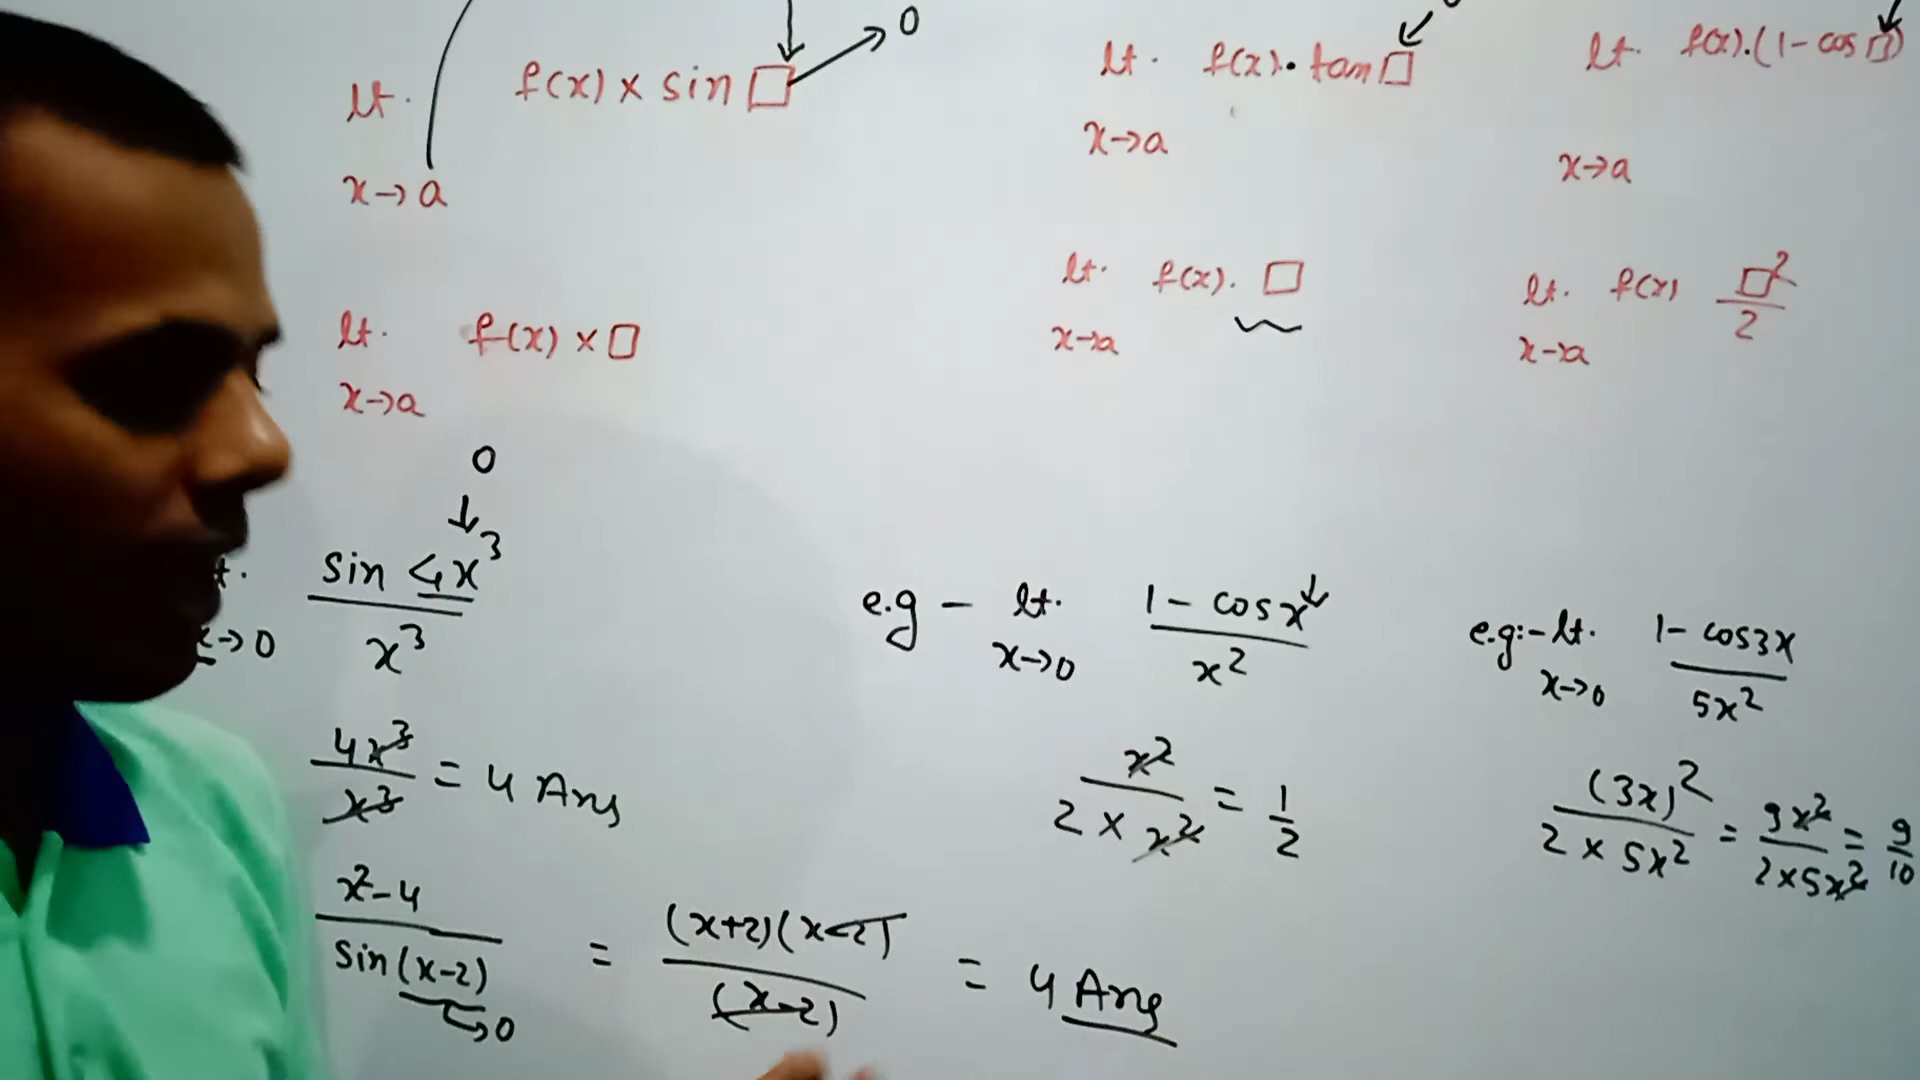 lt. f(x) × sin □ → 0
x→a
lt. f(x)·tan □
x→a
lt. f(x).(1 - cos □)
x→a
lt. f(x) × □
x→a
lt. f(x). □
x→a
lt. f(x) □²/2
x→a
0
↓
lt. sin 4x³ / x³
x→0
4x³ / x³ = 4 Ans
e.g - lt. 1 - cosx / x²
x→0
x² / 2 × x² = 1/2
e.g:- lt. 1 - cos3x / 5x²
x→0
(3x)² / 2 × 5x² = 9x² / 2×5x² = 9/10
x²-4 / sin(x-2) = (x+2)(x-2) / (x-2) = 4 Ans
→0